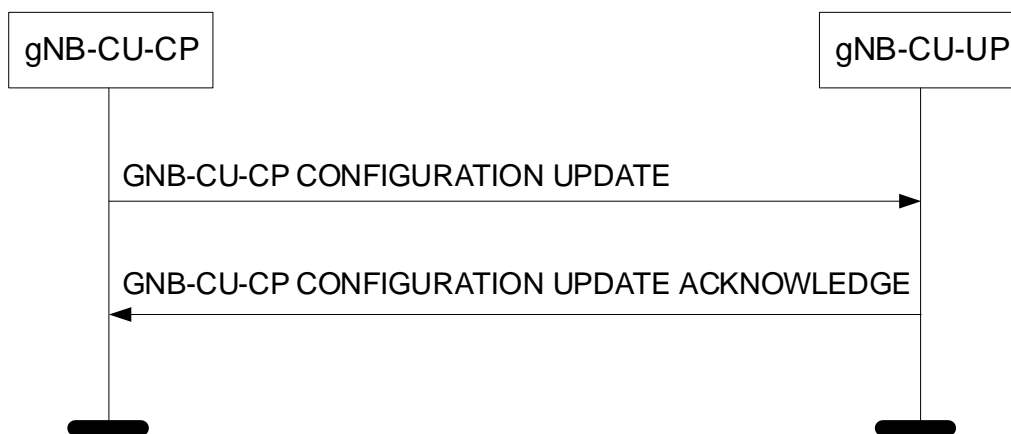 gNB-CU-CP
gNB-CU-UP
GNB-CU-CP CONFIGURATION UPDATE
GNB-CU-CP CONFIGURATION UPDATE ACKNOWLEDGE